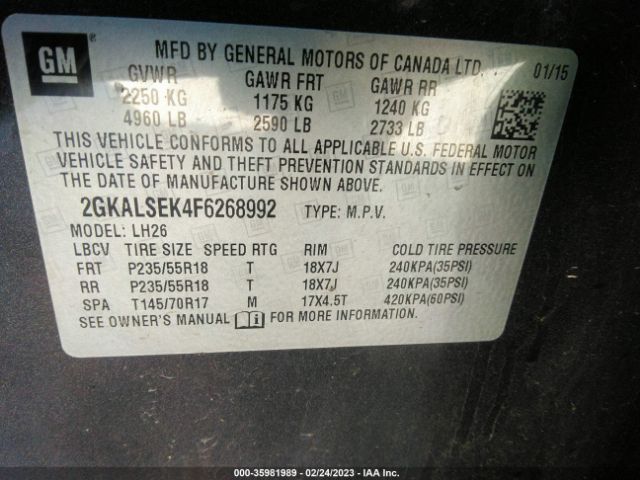 GM
MFD BY GENERAL MOTORS OF CANADA LTD. 01/15
GVWR GAWR FRT GAWR RR
2250 KG 1175 KG 1240 KG
4960 LB 2590 LB 2733 LB
THIS VEHICLE CONFORMS TO ALL APPLICABLE U.S. FEDERAL MOTOR
VEHICLE SAFETY AND THEFT PREVENTION STANDARDS IN EFFECT ON
THE DATE OF MANUFACTURE SHOWN ABOVE.
2GKALSEK4F6268992 TYPE: M.P.V.
MODEL: LH26
LBCV TIRE SIZE SPEED RTG RIM COLD TIRE PRESSURE
FRT P235/55R18 T 18X7J 240KPA(35PSI)
RR P235/55R18 T 18X7J 240KPA(35PSI)
SPA T145/70R17 M 17X4.5T 420KPA(60PSI)
SEE OWNER'S MANUAL FOR MORE INFORMATION.
000-35981989 - 02/24/2023 - IAA Inc.